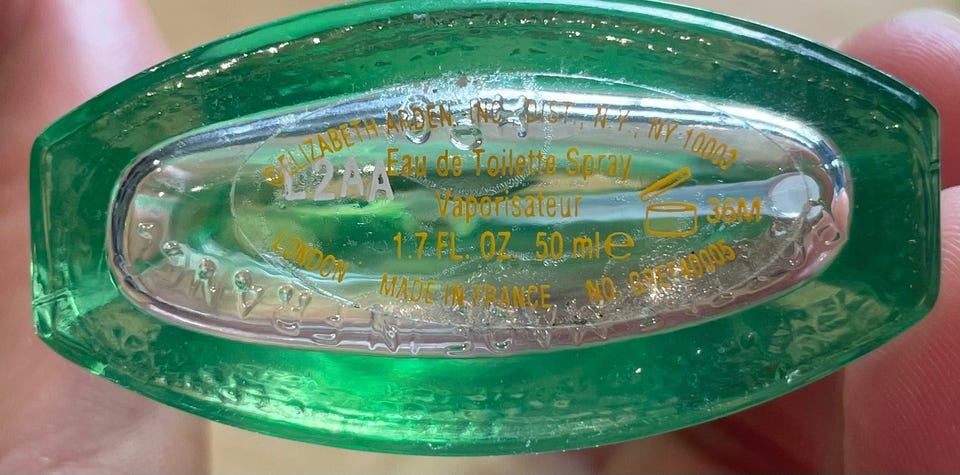 © ELIZABETH ARDEN, INC., DIST., N.Y., NY 10003
L2AA
Eau de Toilette Spray
Vaporisateur
36M
1.7 FL. OZ. 50 ml e
LONDON
MADE IN FRANCE NO.